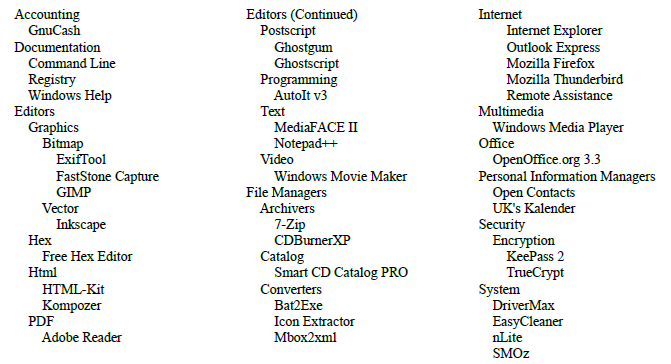 Accounting
GnuCash
Documentation
Command Line
Registry
Windows Help
Editors
Graphics
Bitmap
ExifTool
FastStone Capture
GIMP
Vector
Inkscape
Hex
Free Hex Editor
Html
HTML-Kit
Kompozer
PDF
Adobe Reader
Editors (Continued)
Postscript
Ghostgum
Ghostscript
Programming
AutoIt v3
Text
MediaFACE II
Notepad++
Video
Windows Movie Maker
File Managers
Archivers
7-Zip
CDBurnerXP
Catalog
Smart CD Catalog PRO
Converters
Bat2Exe
Icon Extractor
Mbox2xml
Internet
Internet Explorer
Outlook Express
Mozilla Firefox
Mozilla Thunderbird
Remote Assistance
Multimedia
Windows Media Player
Office
OpenOffice.org 3.3
Personal Information Managers
Open Contacts
UK's Kalender
Security
Encryption
KeePass 2
TrueCrypt
System
DriverMax
EasyCleaner
nLite
SMOz